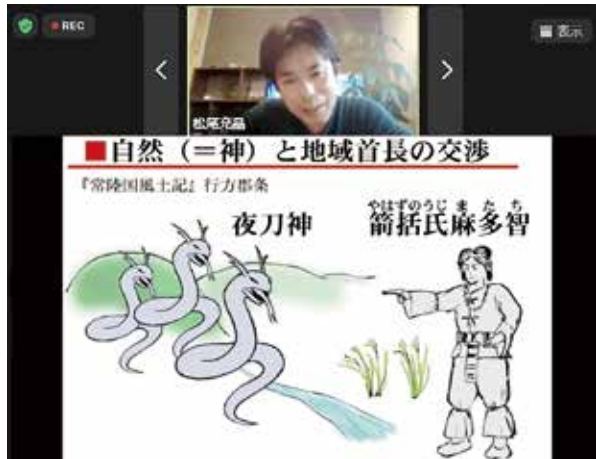 REC
表示
松尾充晶
■自然（＝神）と地域首長の交渉
『常陸国風土記』行方郡条
夜刀神
やはずのうじ ま た ち
箭括氏麻多智